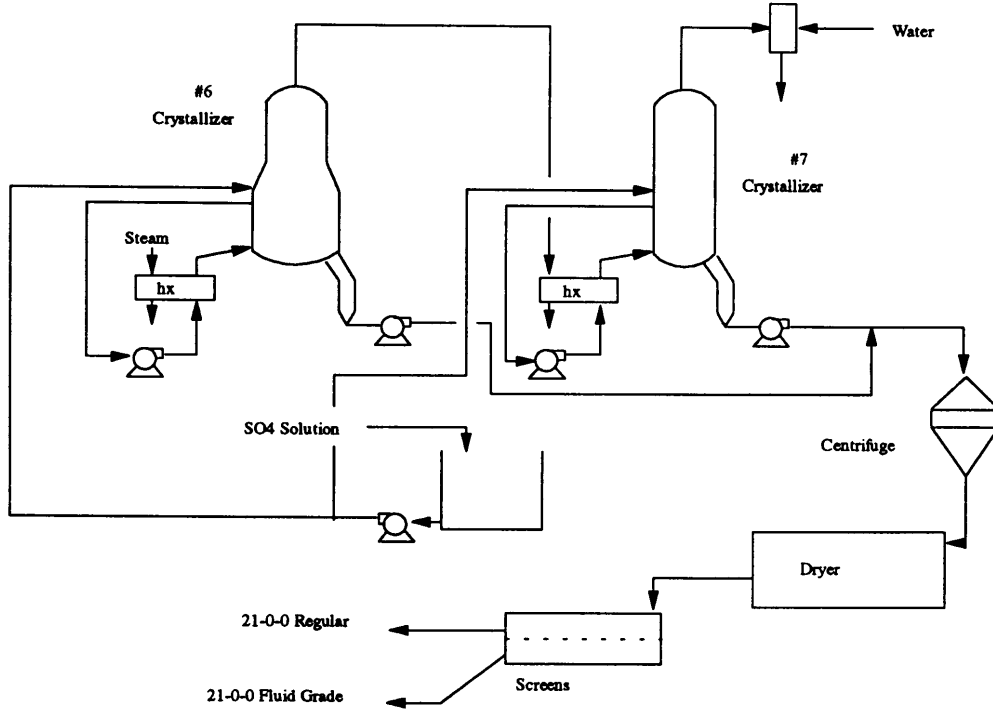 Water
#6
Crystallizer
#7
Crystallizer
Steam
hx
hx
SO4 Solution
Centrifuge
Dryer
21-0-0 Regular
Screens
21-0-0 Fluid Grade